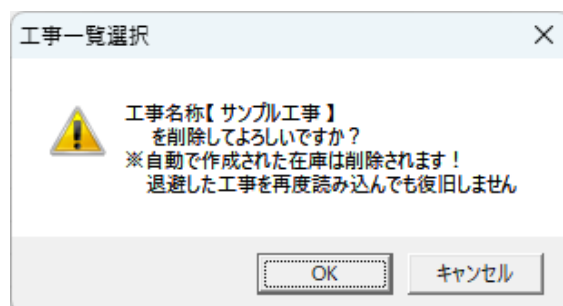 工事一覧選択
工事名称【 サンプル工事 】
を削除してよろしいですか？
※自動で作成された在庫は削除されます！
退避した工事を再度読み込んでも復旧しません
OK
キャンセル